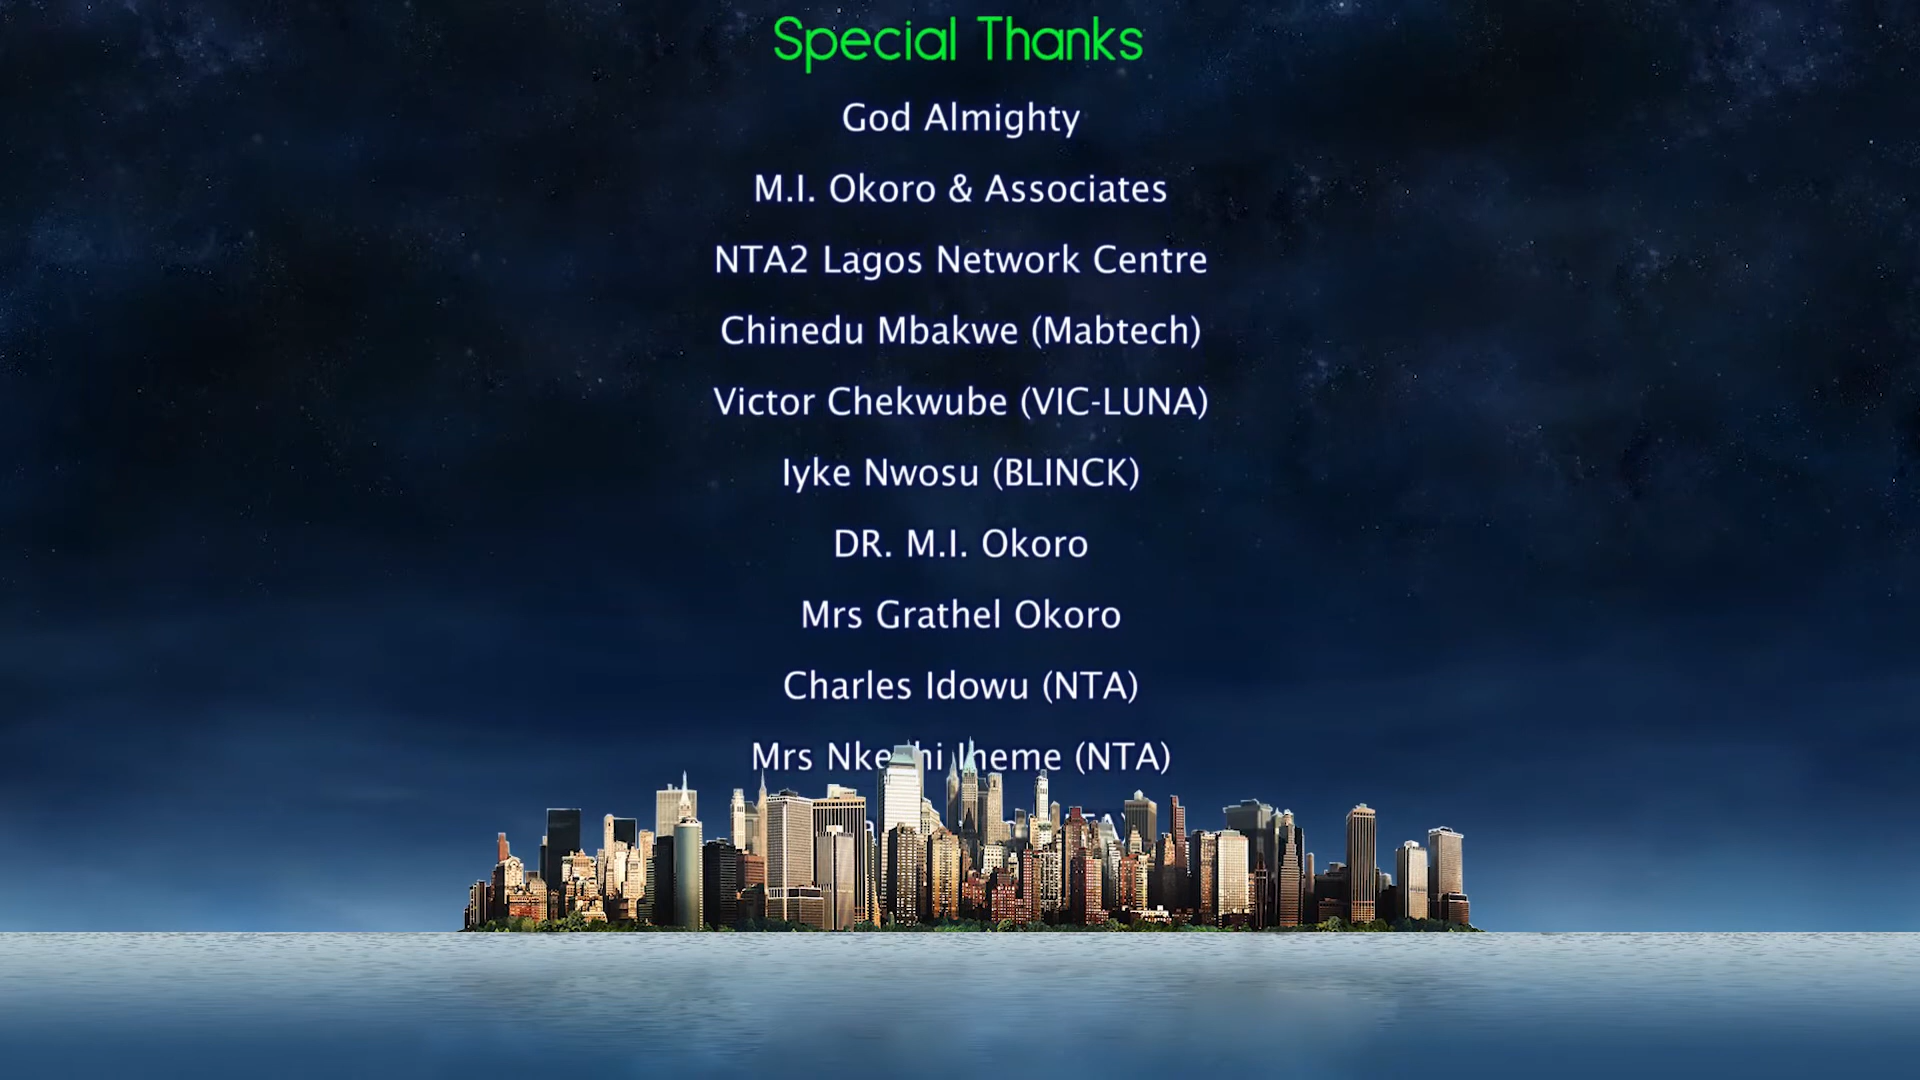 Special Thanks
God Almighty
M.I. Okoro & Associates
NTA2 Lagos Network Centre
Chinedu Mbakwe (Mabtech)
Victor Chekwube (VIC-LUNA)
Iyke Nwosu (BLINCK)
DR. M.I. Okoro
Mrs Grathel Okoro
Charles Idowu (NTA)
Mrs (NTA)